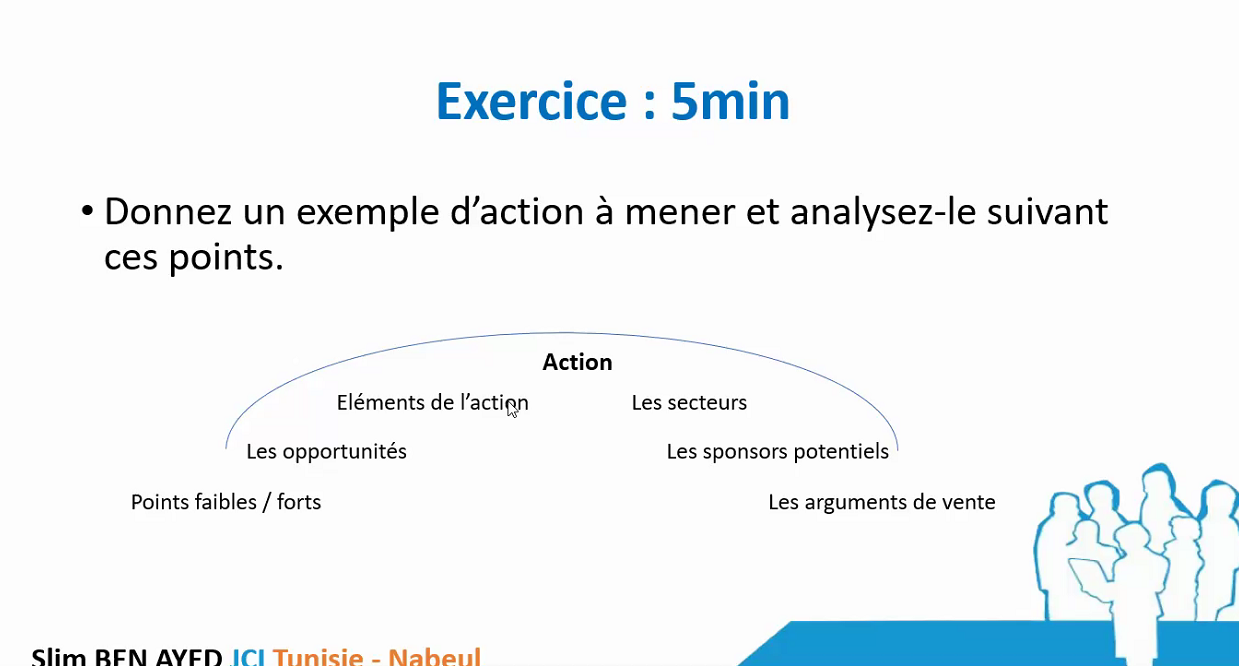 Exercice : 5min
• Donnez un exemple d’action à mener et analysez-le suivant
ces points.
Action
Eléments de l’action
Les secteurs
Les opportunités
Les sponsors potentiels
Points faibles / forts
Les arguments de vente
Slim BEN AYED JCI Tunisie - Nabeul